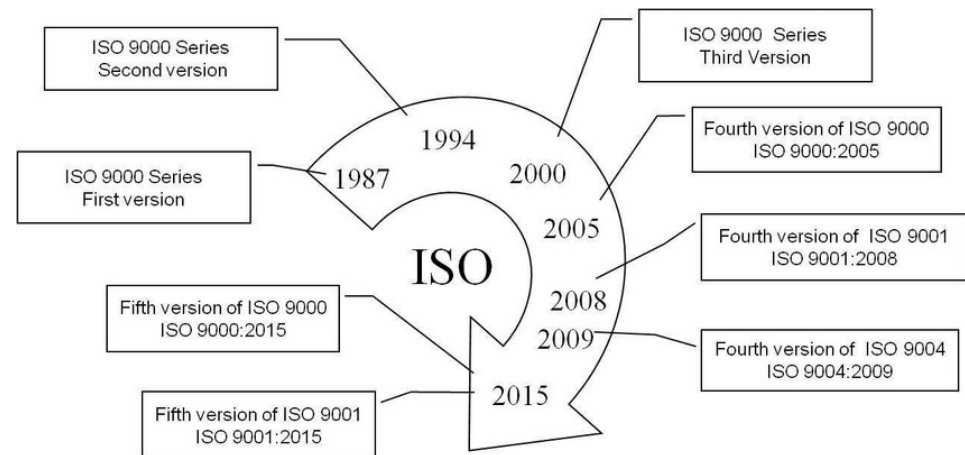 ISO 9000 Series
Second version
ISO 9000 Series
Third Version
Fourth version of ISO 9000
ISO 9000:2005
ISO 9000 Series
First version
1987
1994
2000
2005
2008
2009
2015
ISO
Fourth version of ISO 9001
ISO 9001:2008
Fifth version of ISO 9000
ISO 9000:2015
Fourth version of ISO 9004
ISO 9004:2009
Fifth version of ISO 9001
ISO 9001:2015